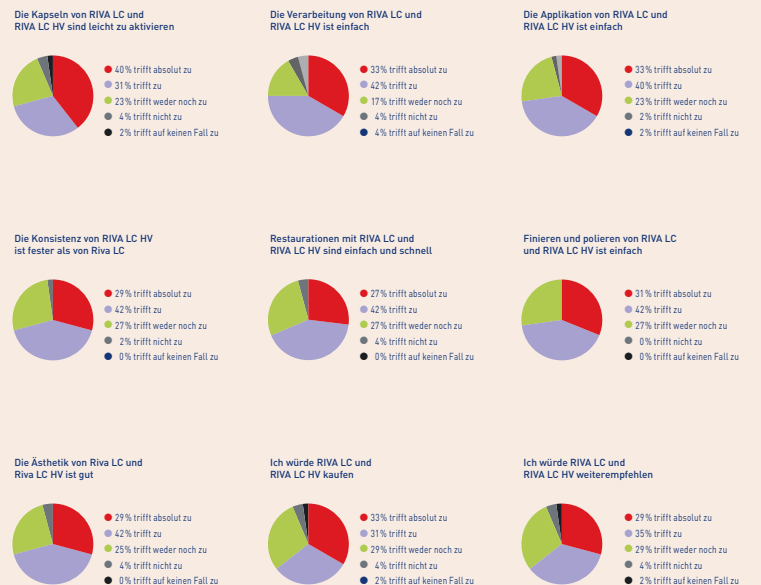 Die Kapseln von RIVA LC und
RIVA LC HV sind leicht zu aktivieren
40% trifft absolut zu
31% trifft zu
23% trifft weder noch zu
4% trifft nicht zu
2% trifft auf keinen Fall zu
Die Verarbeitung von RIVA LC und
RIVA LC HV ist einfach
33% trifft absolut zu
42% trifft zu
17% trifft weder noch zu
4% trifft nicht zu
4% trifft auf keinen Fall zu
Die Applikation von RIVA LC und
RIVA LC HV ist einfach
33% trifft absolut zu
40% trifft zu
23% trifft weder noch zu
2% trifft nicht zu
2% trifft auf keinen Fall zu
Die Konsistenz von RIVA LC HV
ist fester als von Riva LC
29% trifft absolut zu
42% trifft zu
27% trifft weder noch zu
2% trifft nicht zu
0% trifft auf keinen Fall zu
Restaurationen mit RIVA LC und
RIVA LC HV sind einfach und schnell
27% trifft absolut zu
42% trifft zu
27% trifft weder noch zu
4% trifft nicht zu
0% trifft auf keinen Fall zu
Finieren und polieren von RIVA LC
und RIVA LC HV ist einfach
31% trifft absolut zu
42% trifft zu
27% trifft weder noch zu
0% trifft nicht zu
0% trifft auf keinen Fall zu
Die Ästhetik von Riva LC und
Riva LC HV ist gut
29% trifft absolut zu
42% trifft zu
25% trifft weder noch zu
4% trifft nicht zu
0% trifft auf keinen Fall zu
Ich würde RIVA LC und
RIVA LC HV kaufen
33% trifft absolut zu
31% trifft zu
29% trifft weder noch zu
4% trifft nicht zu
2% trifft auf keinen Fall zu
Ich würde RIVA LC und
RIVA LC HV weiterempfehlen
29% trifft absolut zu
35% trifft zu
29% trifft weder noch zu
4% trifft nicht zu
2% trifft auf keinen Fall zu